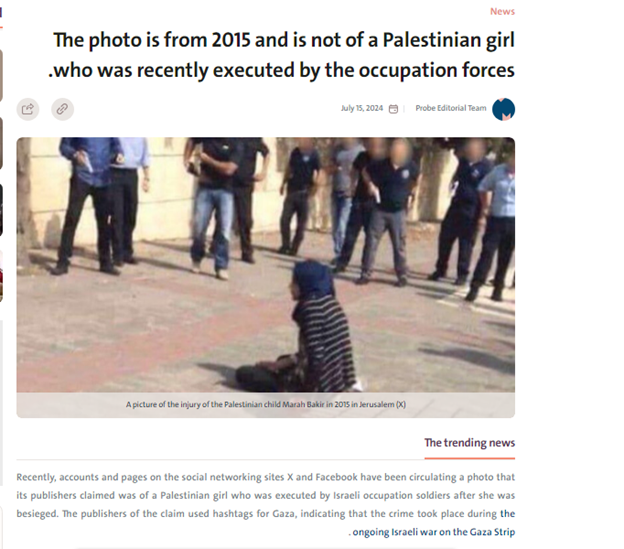 News
The photo is from 2015 and is not of a Palestinian girl
.who was recently executed by the occupation forces
July 15, 2024 | Probe Editorial Team
A picture of the injury of the Palestinian child Marah Bakir in 2015 in Jerusalem (X)
The trending news
Recently, accounts and pages on the social networking sites X and Facebook have been circulating a photo that
its publishers claimed was of a Palestinian girl who was executed by Israeli occupation soldiers after she was
besieged. The publishers of the claim used hashtags for Gaza, indicating that the crime took place during the
. ongoing Israeli war on the Gaza Strip